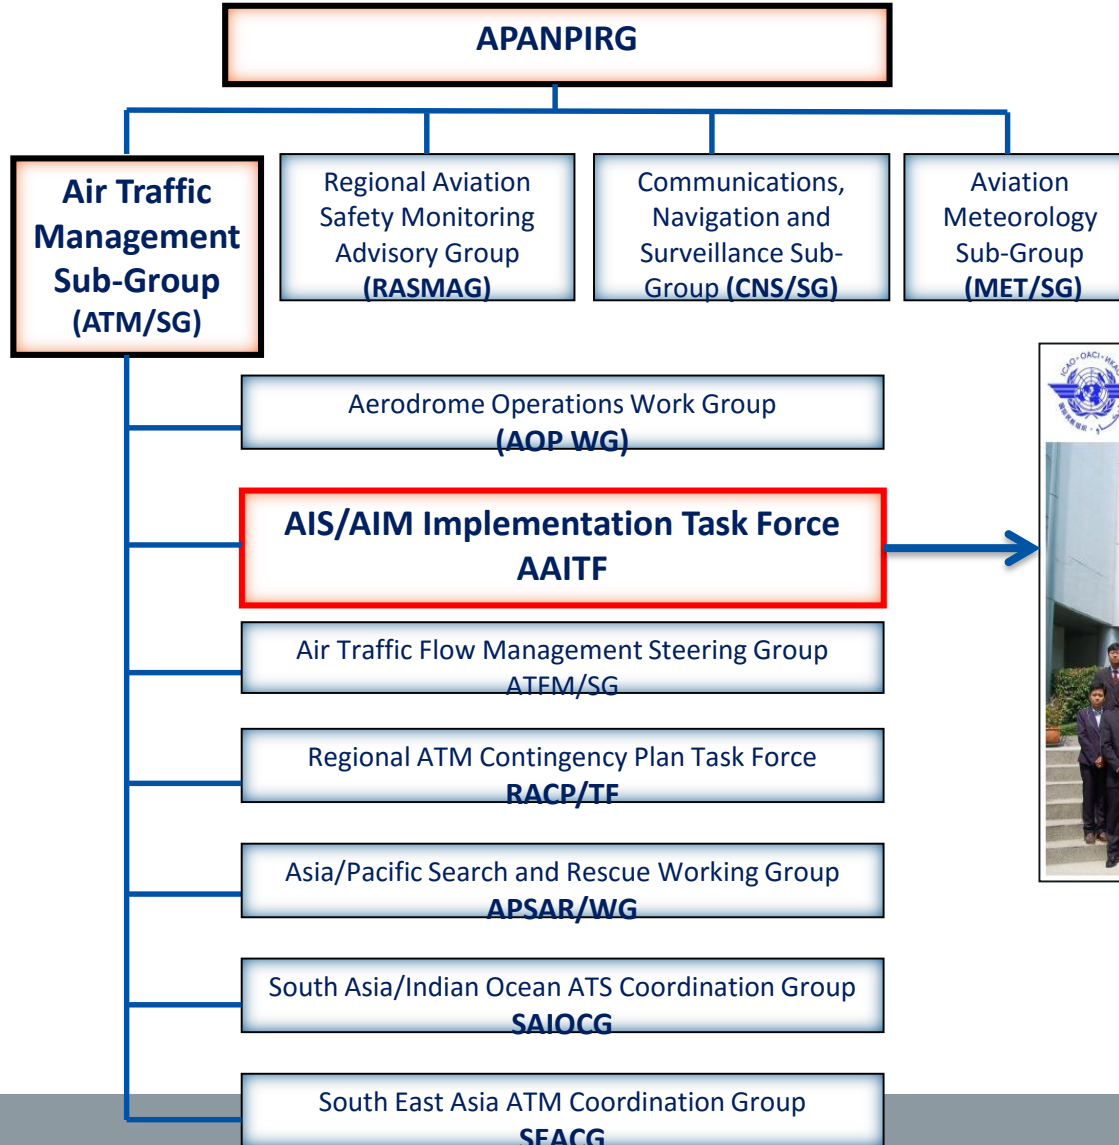 APANPIRG
Air Traffic
Management
Sub-Group
(ATM/SG)
Regional Aviation
Safety Monitoring
Advisory Group
(RASMAG)
Communications,
Navigation and
Surveillance Sub-
Group (CNS/SG)
Aviation
Meteorology
Sub-Group
(MET/SG)
Aerodrome Operations Work Group
(AOP WG)
AIS/AIM Implementation Task Force
AAITF
Air Traffic Flow Management Steering Group
ATFM/SG
Regional ATM Contingency Plan Task Force
RACP/TF
Asia/Pacific Search and Rescue Working Group
APSAR/WG
South Asia/Indian Ocean ATS Coordination Group
SAIOCG
South East Asia ATM Coordination Group
SEACG
ICAO · OACI · ИКАО